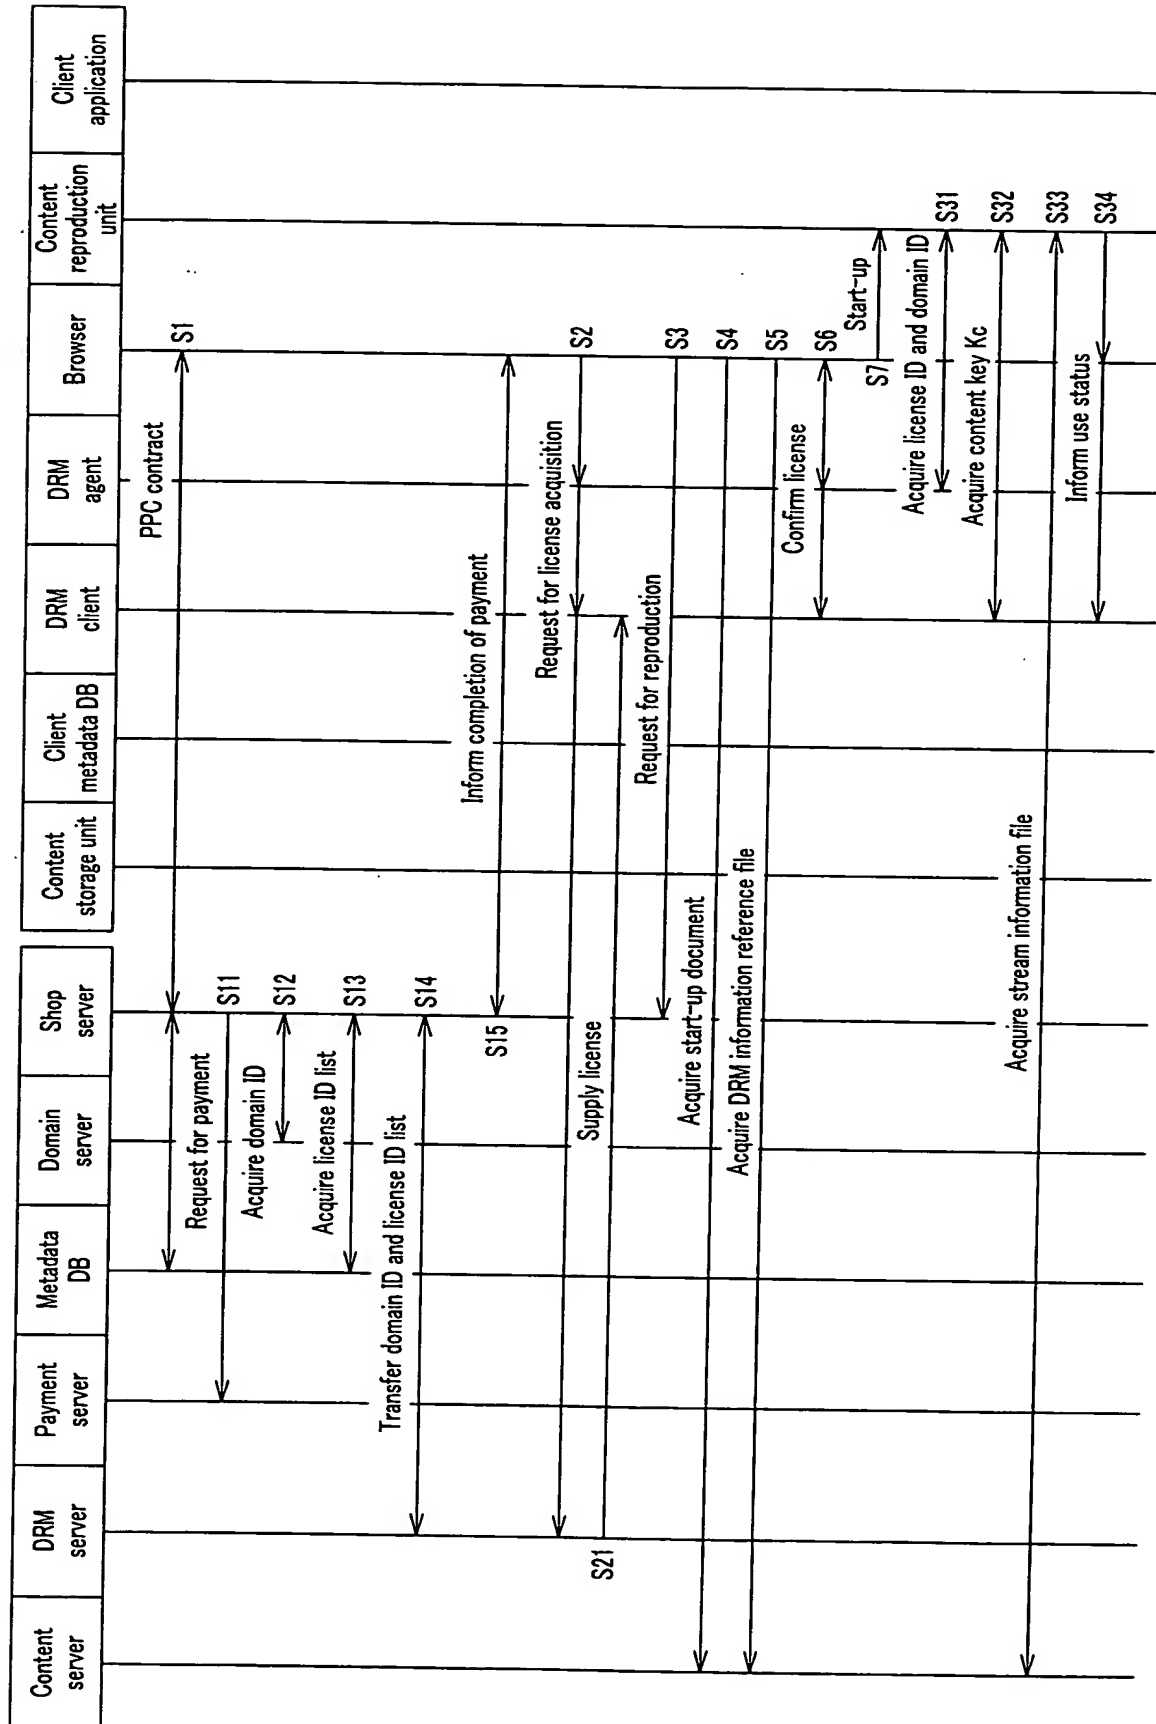 Content
server
DRM
server
Payment
server
Metadata
DB
Domain
server
Shop
server
Content
storage unit
Client
metadata DB
DRM
client
DRM
agent
Browser
Content
reproduction
unit
Client
application
PPC contract
S1
Request for payment
S11
Acquire domain ID
S12
Acquire license ID list
S13
Transfer domain ID and license ID list
S14
Inform completion of payment
S15
Request for license acquisition
S2
Supply license
S21
Request for reproduction
S3
Acquire start-up document
S4
Acquire DRM information reference file
S5
Confirm license
S6
Start-up
S7
Acquire license ID and domain ID
S31
Acquire content key Kc
S32
Acquire stream information file
S33
Inform use status
S34